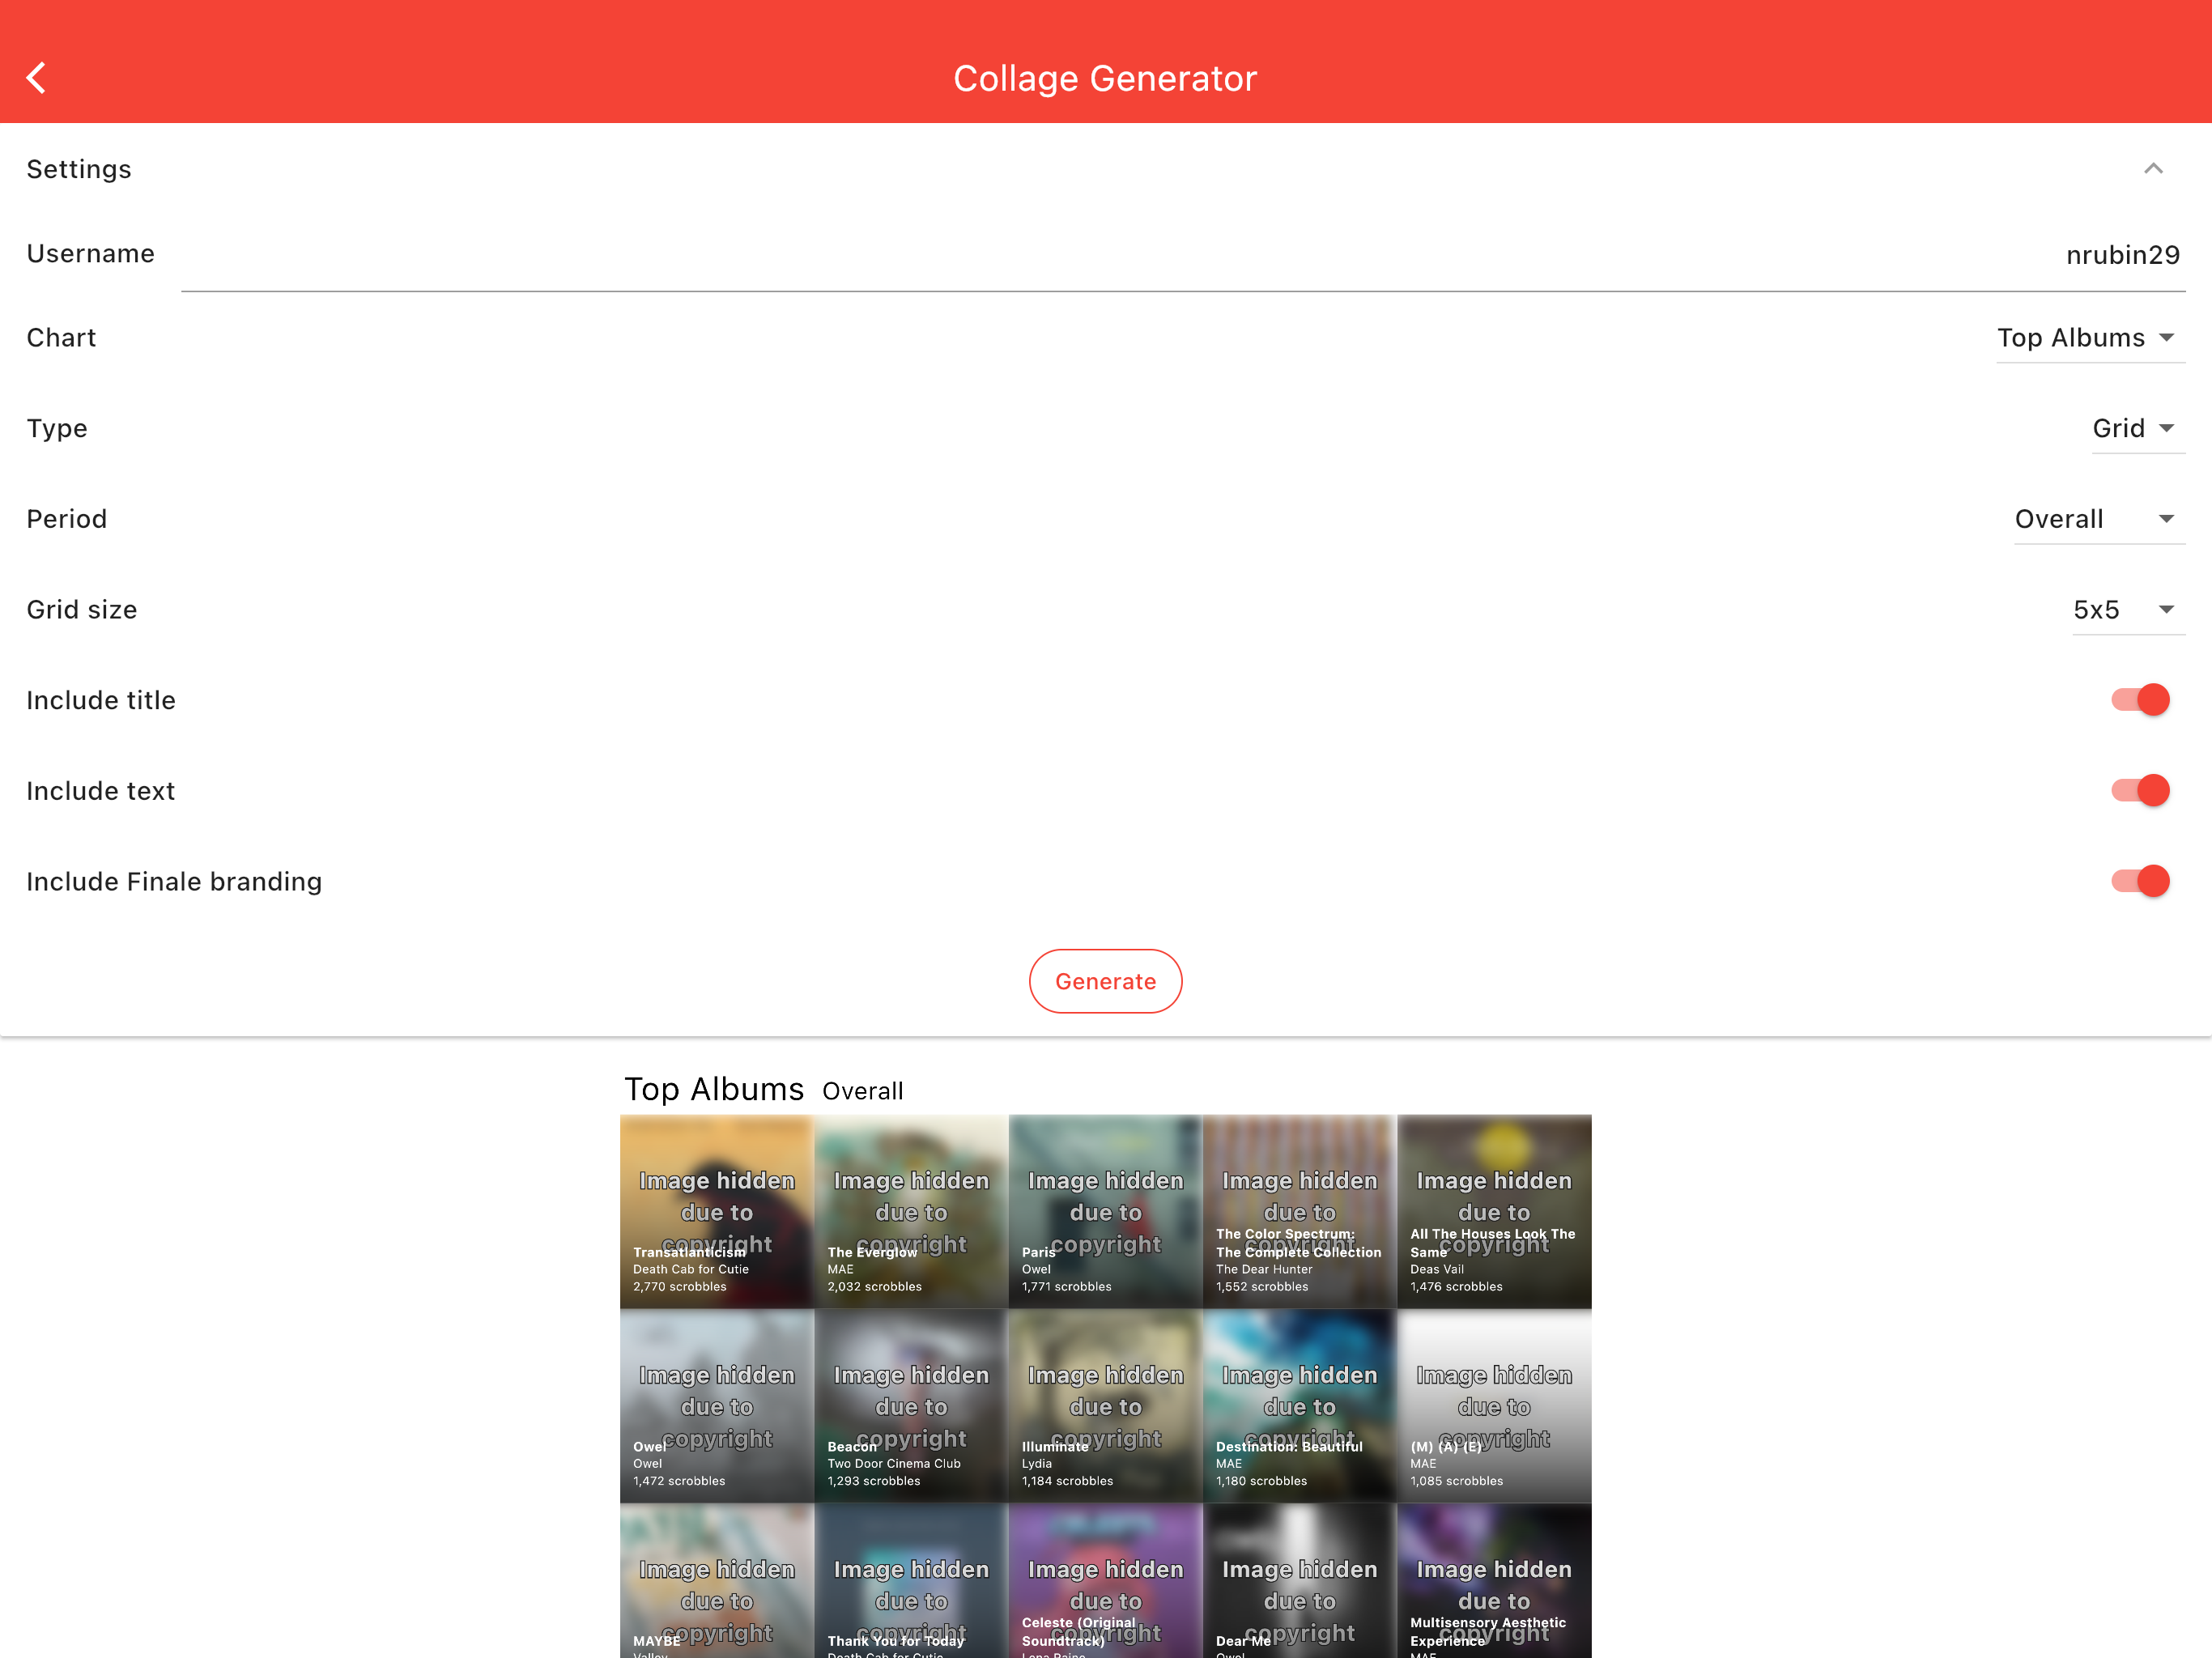 Collage Generator
Settings
Username
nrubin29
Chart
Top Albums
Type
Grid
Period
Overall
Grid size
5x5
Include title
Include text
Include Finale branding
Generate
Top Albums Overall
Image hidden
due to
copyright
Transatlanticism
Death Cab for Cutie
2,770 scrobbles
Image hidden
due to
copyright
The Everglow
MAE
2,032 scrobbles
Image hidden
due to
copyright
Paris
Owel
1,771 scrobbles
Image hidden
due to
copyright
The Color Spectrum:
The Complete Collection
The Dear Hunter
1,552 scrobbles
Image hidden
due to
copyright
All The Houses Look The
Same
Deas Vail
1,476 scrobbles
Image hidden
due to
copyright
Owel
Owel
1,472 scrobbles
Image hidden
due to
copyright
Beacon
Two Door Cinema Club
1,293 scrobbles
Image hidden
due to
copyright
Illuminate
Lydia
1,184 scrobbles
Image hidden
due to
copyright
Destination: Beautiful
MAE
1,180 scrobbles
Image hidden
due to
copyright
(M) (A) (E)
MAE
1,085 scrobbles
Image hidden
due to
copyright
MAYBE
Valley
Image hidden
due to
copyright
Thank You for Today
Death Cab for Cutie
Image hidden
due to
copyright
Celeste (Original
Soundtrack)
Lena Raine
Image hidden
due to
copyright
Dear Me
Owel
Image hidden
due to
copyright
Multisensory Aesthetic
Experience
MAE